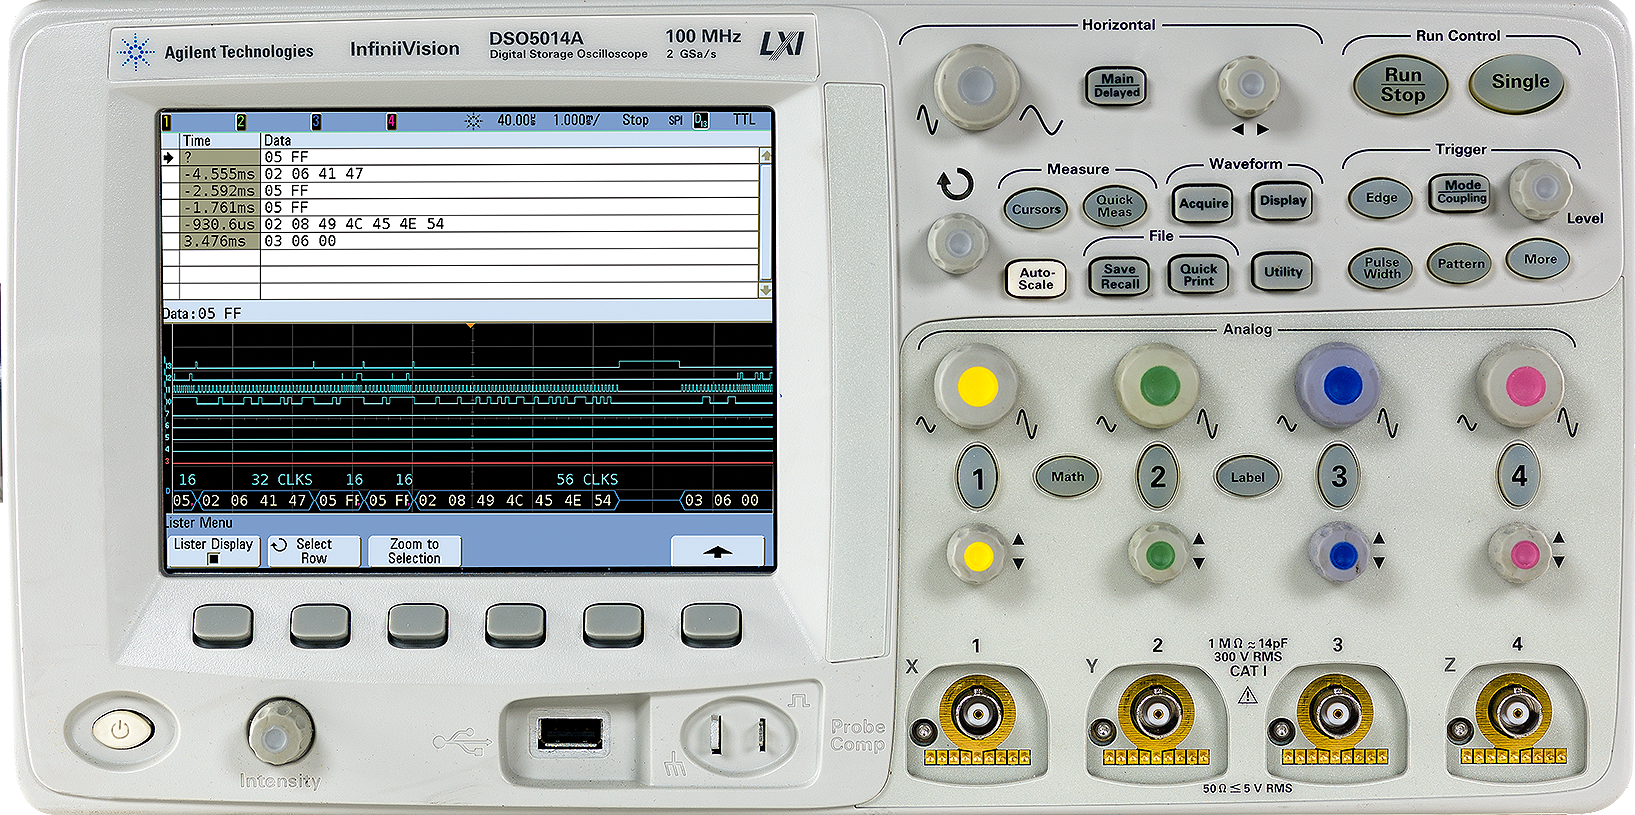 Agilent Technologies InfiniiVision DSO5014A 100 MHz LXI
Digital Storage Oscilloscope 2 GSa/s
1 2 3 4 Stop SPI TTL
Time Data
? 05 FF
-4.555ms 02 06 41 47
-2.592ms 05 FF
-1.761ms 05 FF
-930.6us 02 08 49 4C 45 4E 54
3.476ms 03 06 00
Data:05 FF
16 32 CLKS 16 16 56 CLKS
05 02 06 41 47 05 FF 05 FF 02 08 49 4C 45 4E 54 03 06 00
Lister Menu
Lister Display
Select
Row
Zoom to
Selection
Intensity
Probe
Comp
Horizontal
Main
Delayed
Run Control
Run
Stop
Single
Measure
Cursors
Quick
Meas
Waveform
Acquire
Display
Trigger
Edge
Mode
Coupling
Level
Pulse
Width
Pattern
More
Auto-
Scale
File
Save
Recall
Quick
Print
Utility
Analog
1 Math 2 Label 3 4
1 2 3 4
X Y Z
1 MΩ ≈ 14pF
300 V RMS
CAT I
50Ω ≤ 5 V RMS